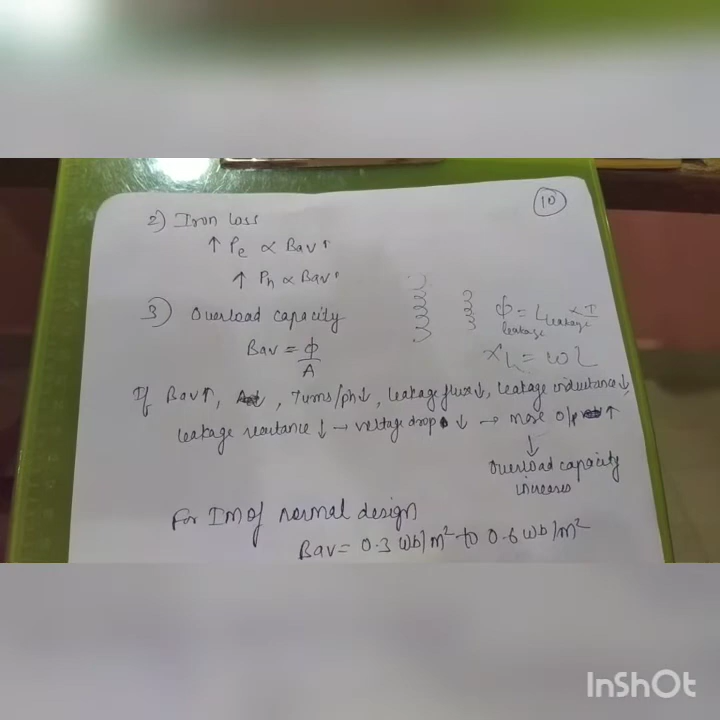 10
2) Iron loss
↑ Pe ∝ Bav↑
↑ Ph ∝ Bav↑
3) Overload capacity
Bav = ϕ/A
ϕ leakage = L leakage × I
XL = ωL
If Bav↑, Turns/ph↓, leakage flux↓, leakage inductance↓,
leakage reactance ↓ → voltage drop ↓ → more o/p ↑
↓
Overload capacity
increases
For IM of normal design
Bav = 0.3 wb/m² to 0.6 wb/m²
InShOt